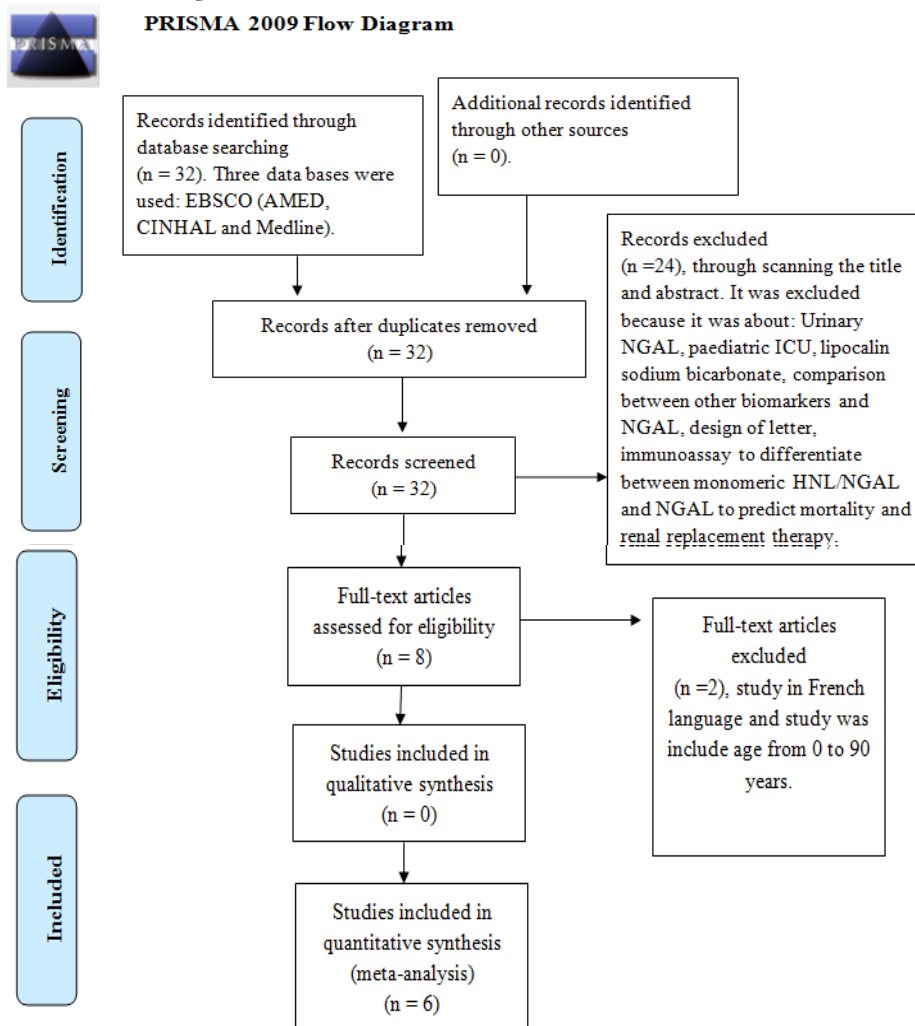 PRISMA 2009 Flow Diagram
PRISMA
Identification
Records identified through
database searching
(n = 32). Three data bases were
used: EBSCO (AMED,
CINHAL and Medline).
Additional records identified
through other sources
(n = 0).
Records after duplicates removed
(n = 32)
Screening
Records screened
(n = 32)
Records excluded
(n =24), through scanning the title
and abstract. It was excluded
because it was about: Urinary
NGAL, paediatric ICU, lipocalin
sodium bicarbonate, comparison
between other biomarkers and
NGAL, design of letter,
immunoassay to differentiate
between monomeric HNL/NGAL
and NGAL to predict mortality and
renal replacement therapy.
Eligibility
Full-text articles
assessed for eligibility
(n = 8)
Full-text articles
excluded
(n =2), study in French
language and study was
include age from 0 to 90
years.
Studies included in
qualitative synthesis
(n = 0)
Included
Studies included in
quantitative synthesis
(meta-analysis)
(n = 6)